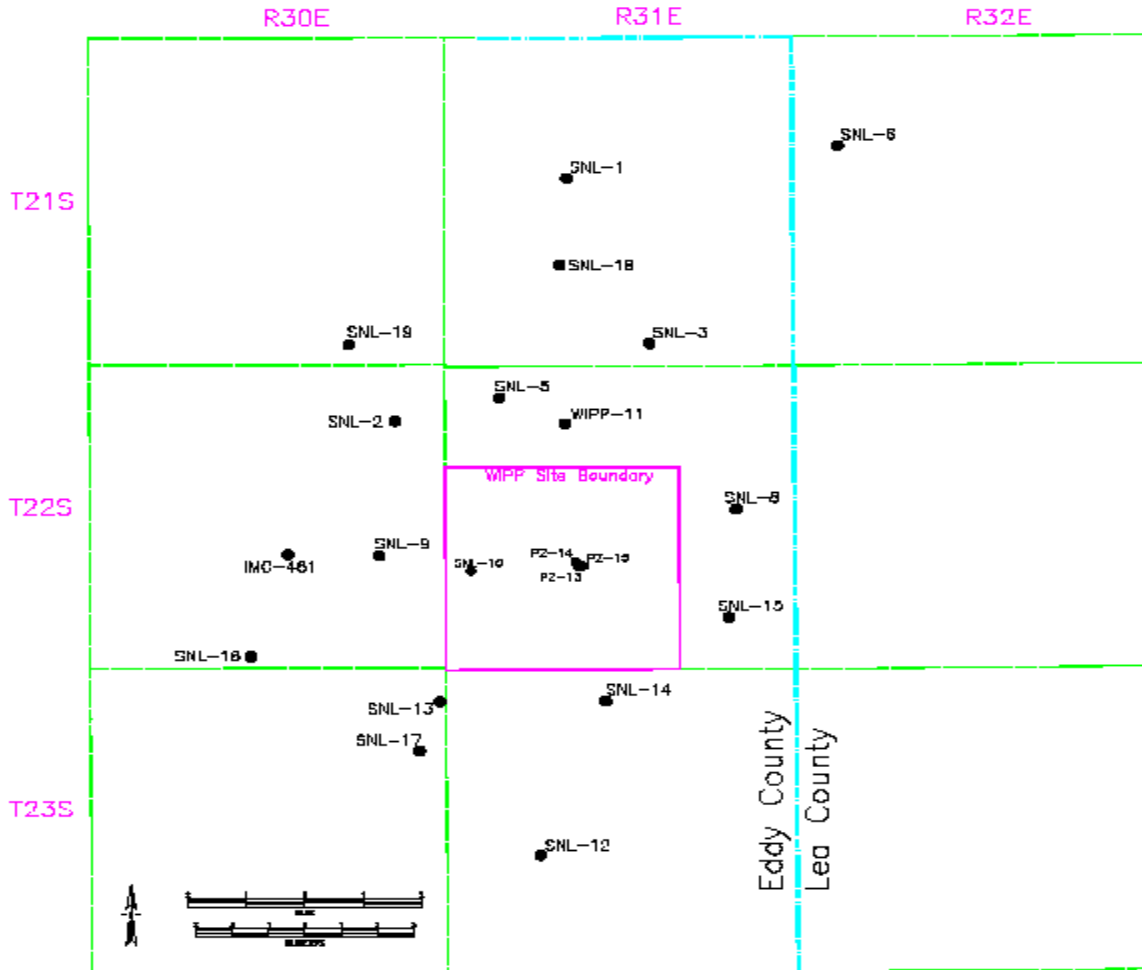 R30E
R31E
R32E
SNL-6
SNL-1
T21S
SNL-18
SNL-19
SNL-3
SNL-5
SNL-2
WIPP-11
WIPP Site Boundary
T22S
SNL-8
SNL-9
PZ-14
PZ-15
IMC-461
SNL-10
PZ-13
SNL-15
SNL-16
SNL-14
SNL-13
SNL-17
Eddy County
Lea County
T23S
SNL-12